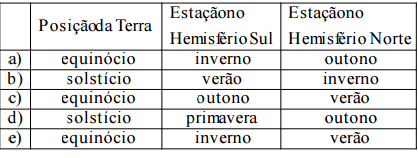 Posiçãoda Terra Estaçãono Hemisfério Sul Estaçãono Hemisfério Norte
a) equinócio inverno outono
b) solstício verão inverno
c) equinócio outono verão
d) solstício primavera outono
e) equinócio inverno verão